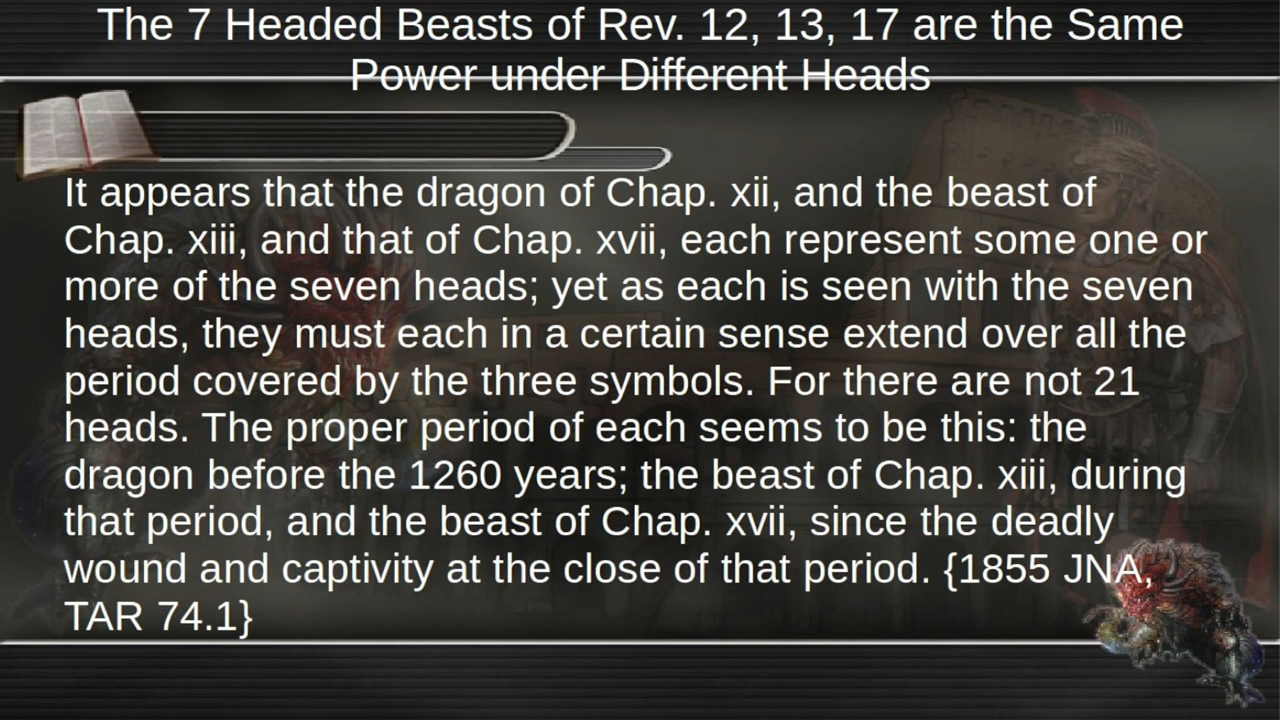 The 7 Headed Beasts of Rev. 12, 13, 17 are the Same
Power under Different Heads
It appears that the dragon of Chap. xii, and the beast of
Chap. xiii, and that of Chap. xvii, each represent some one or
more of the seven heads; yet as each is seen with the seven
heads, they must each in a certain sense extend over all the
period covered by the three symbols. For there are not 21
heads. The proper period of each seems to be this: the
dragon before the 1260 years; the beast of Chap. xiii, during
that period, and the beast of Chap. xvii, since the deadly
wound and captivity at the close of that period. {1855 JNA,
TAR 74.1}